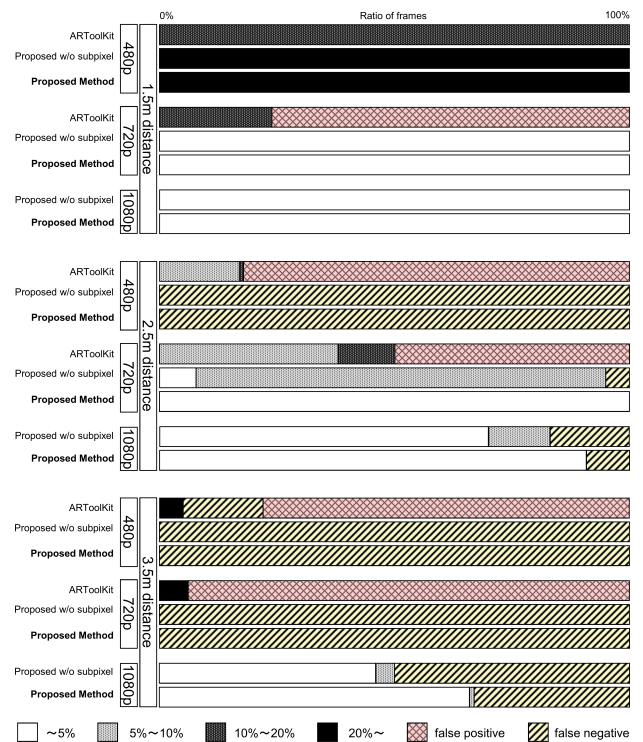 0% Ratio of frames 100%
1.5m distance
480p
ARToolKit
Proposed w/o subpixel
Proposed Method
720p
ARToolKit
Proposed w/o subpixel
Proposed Method
1080p
Proposed w/o subpixel
Proposed Method
2.5m distance
480p
ARToolKit
Proposed w/o subpixel
Proposed Method
720p
ARToolKit
Proposed w/o subpixel
Proposed Method
1080p
Proposed w/o subpixel
Proposed Method
3.5m distance
480p
ARToolKit
Proposed w/o subpixel
Proposed Method
720p
ARToolKit
Proposed w/o subpixel
Proposed Method
1080p
Proposed w/o subpixel
Proposed Method
～5% 5%～10% 10%～20% 20%～ false positive false negative